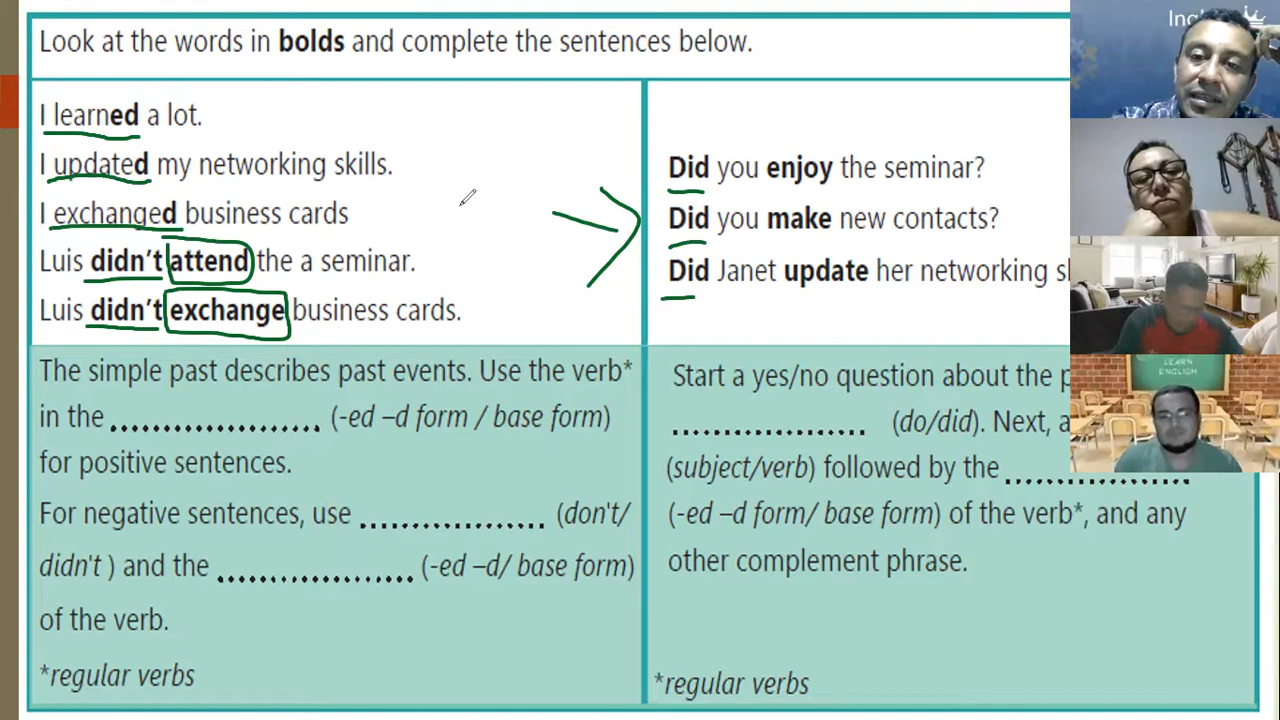 Look at the words in bolds and complete the sentences below.
I learned a lot.
I updated my networking skills.
I exchanged business cards
Luis didn't attend the a seminar.
Luis didn't exchange business cards.
Did you enjoy the seminar?
Did you make new contacts?
Did Janet update her networking
The simple past describes past events. Use the verb*
in the .................... (-ed –d form / base form)
for positive sentences.
For negative sentences, use .................. (don't/
didn't ) and the ................... (-ed –d/ base form)
of the verb.
*regular verbs
Start a yes/no question about the
.................. (do/did). Next,
(subject/verb) followed by the .................
(-ed –d form/ base form) of the verb*, and any
other complement phrase.
*regular verbs
LEARN
ENGLISH